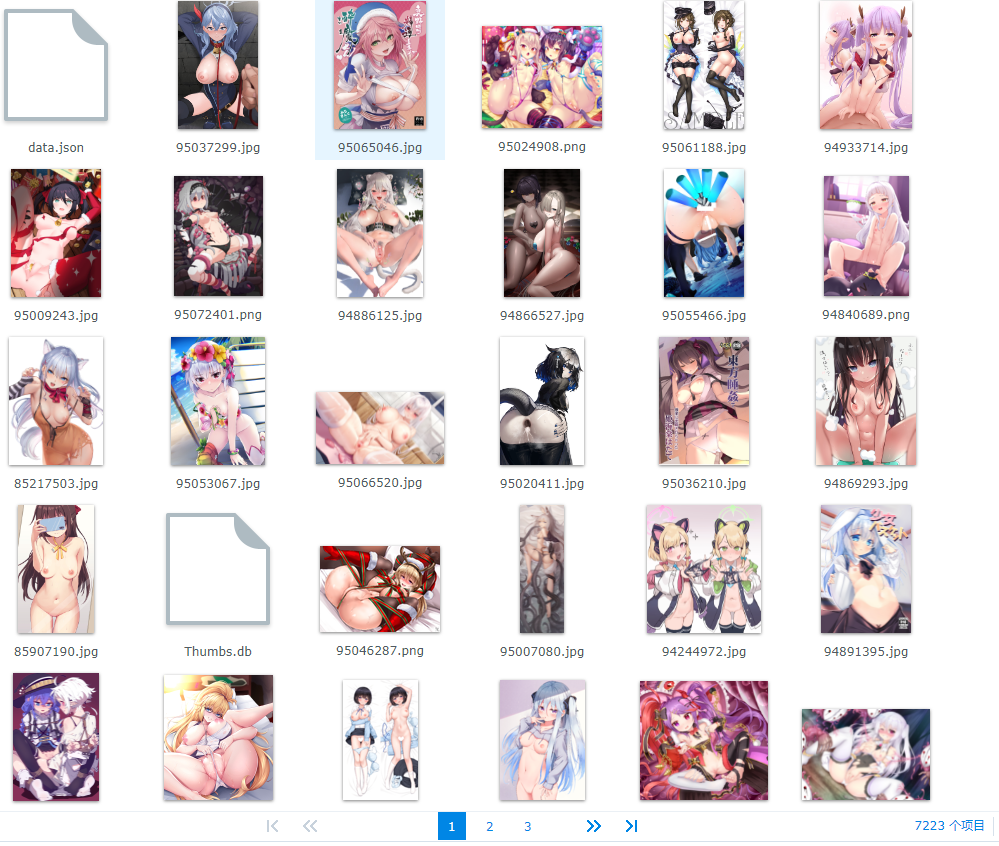 data.json
95037299.jpg
95065046.jpg
95024908.png
95061188.jpg
94933714.jpg
95009243.jpg
95072401.png
94886125.jpg
94866527.jpg
95055466.jpg
94840689.png
85217503.jpg
95053067.jpg
95066520.jpg
95020411.jpg
95036210.jpg
94869293.jpg
85907190.jpg
Thumbs.db
95046287.png
95007080.jpg
94244972.jpg
94891395.jpg
1
2
3
7223 个项目